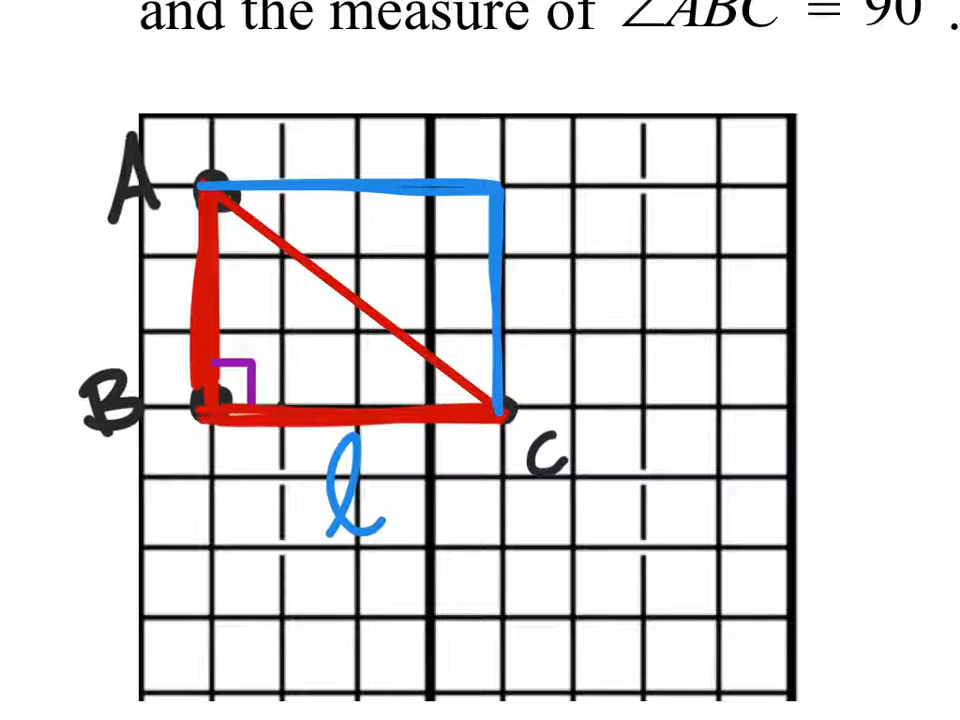 and the measure of ∠ABC = 90 .
A
B
C
l